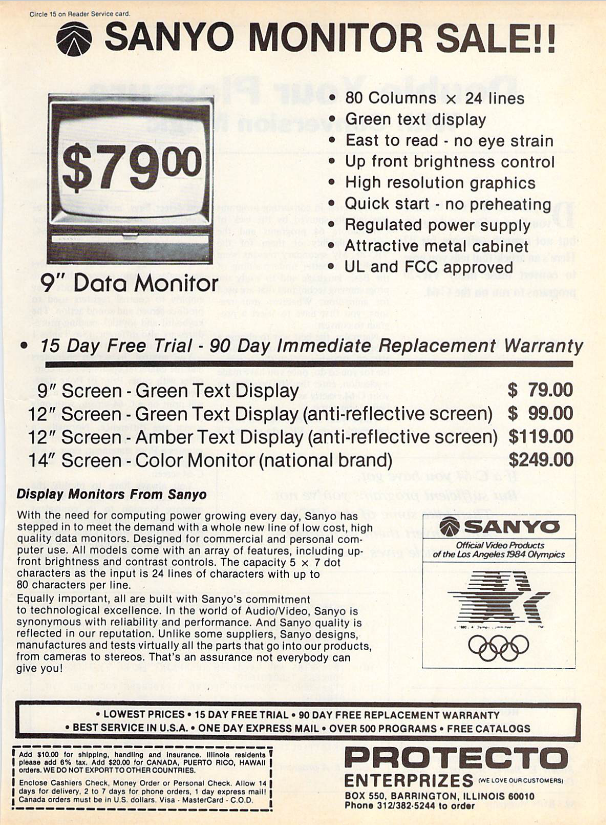 Circle 15 on Reader Service card.
SANYO MONITOR SALE!!
$79.00
9" Data Monitor
• 80 Columns × 24 lines
• Green text display
• East to read - no eye strain
• Up front brightness control
• High resolution graphics
• Quick start - no preheating
• Regulated power supply
• Attractive metal cabinet
• UL and FCC approved
• 15 Day Free Trial - 90 Day Immediate Replacement Warranty
9" Screen - Green Text Display $ 79.00
12" Screen - Green Text Display (anti-reflective screen) $ 99.00
12" Screen - Amber Text Display (anti-reflective screen) $119.00
14" Screen - Color Monitor (national brand) $249.00
Display Monitors From Sanyo
With the need for computing power growing every day, Sanyo has
stepped in to meet the demand with a whole new line of low cost, high
quality data monitors. Designed for commercial and personal com-
puter use. All models come with an array of features, including up-
front brightness and contrast controls. The capacity 5 × 7 dot
characters as the input is 24 lines of characters with up to
80 characters per line.
Equally important, all are built with Sanyo's commitment
to technological excellence. In the world of Audio/Video, Sanyo is
synonymous with reliability and performance. And Sanyo quality is
reflected in our reputation. Unlike some suppliers, Sanyo designs,
manufactures and tests virtually all the parts that go into our products,
from cameras to stereos. That's an assurance not everybody can
give you!
SANYO
Official Video Products
of the Los Angeles 1984 Olympics
• LOWEST PRICES • 15 DAY FREE TRIAL • 90 DAY FREE REPLACEMENT WARRANTY
• BEST SERVICE IN U.S.A. • ONE DAY EXPRESS MAIL • OVER 500 PROGRAMS • FREE CATALOGS
Add $10.00 for shipping, handling and insurance. Illinois residents
please add 6% tax. Add $20.00 for CANADA, PUERTO RICO, HAWAII
orders. WE DO NOT EXPORT TO OTHER COUNTRIES.
Enclose Cashiers Check, Money Order or Personal Check. Allow 14
days for delivery, 2 to 7 days for phone orders, 1 day express mail!
Canada orders must be in U.S. dollars. Visa - MasterCard - C.O.D.
PROTECTO
ENTERPRIZES (WE LOVE OUR CUSTOMERS)
BOX 550, BARRINGTON, ILLINOIS 60010
Phone 312/382-5244 to order